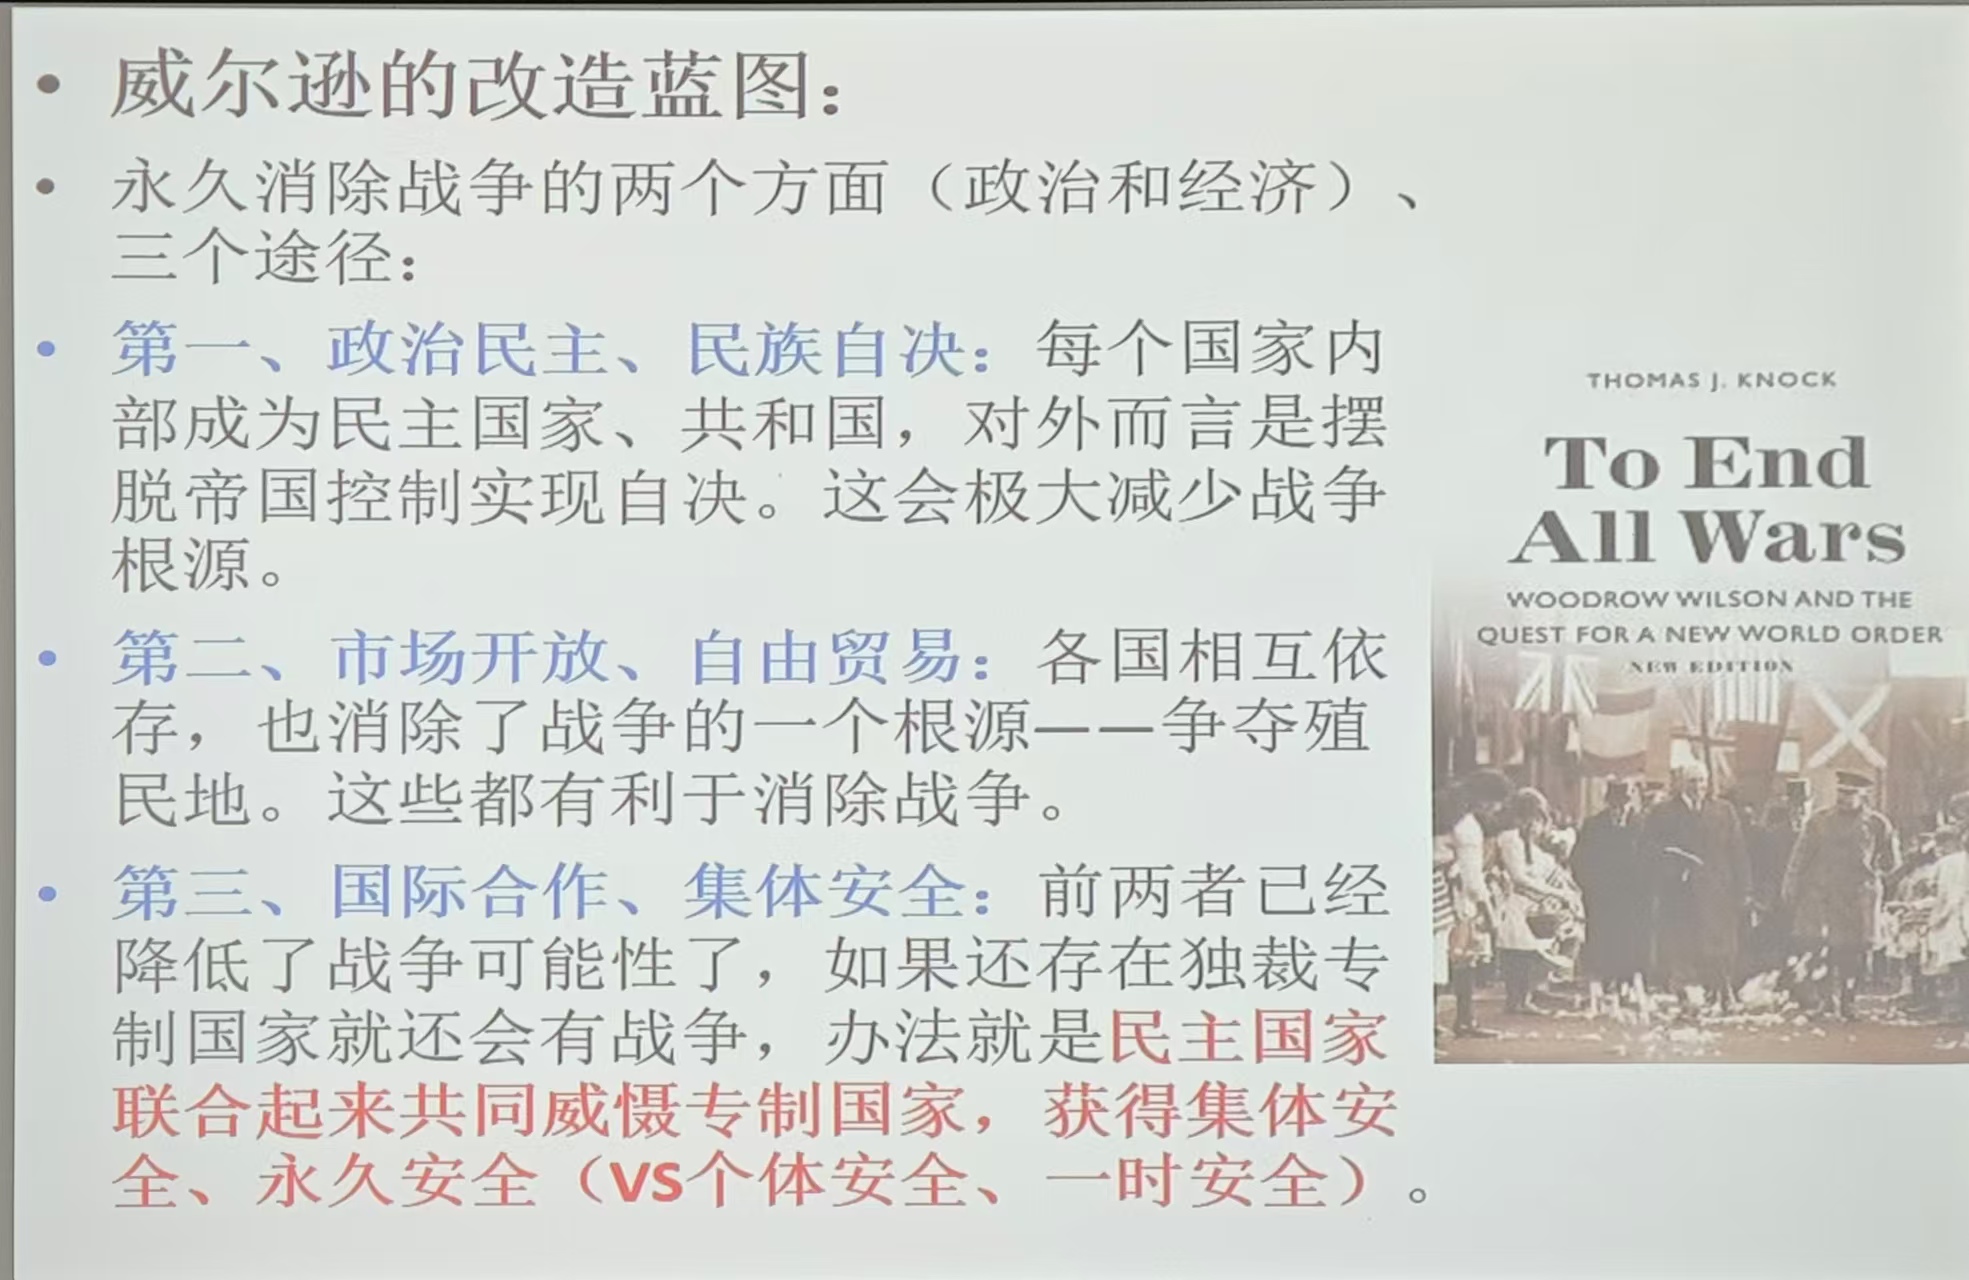 • 威尔逊的改造蓝图：
• 永久消除战争的两个方面（政治和经济）、
三个途径：
• 第一、政治民主、民族自决：每个国家内
部成为民主国家、共和国，对外而言是摆
脱帝国控制实现自决。这会极大减少战争
根源。
• 第二、市场开放、自由贸易：各国相互依
存，也消除了战争的一个根源——争夺殖
民地。这些都有利于消除战争。
• 第三、国际合作、集体安全：前两者已经
降低了战争可能性了，如果还存在独裁专
制国家就还会有战争，办法就是民主国家
联合起来共同威慑专制国家，获得集体安
全、永久安全（VS个体安全、一时安全）。
THOMAS J. KNOCK
To End
All Wars
WOODROW WILSON AND THE
QUEST FOR A NEW WORLD ORDER
NEW EDITION